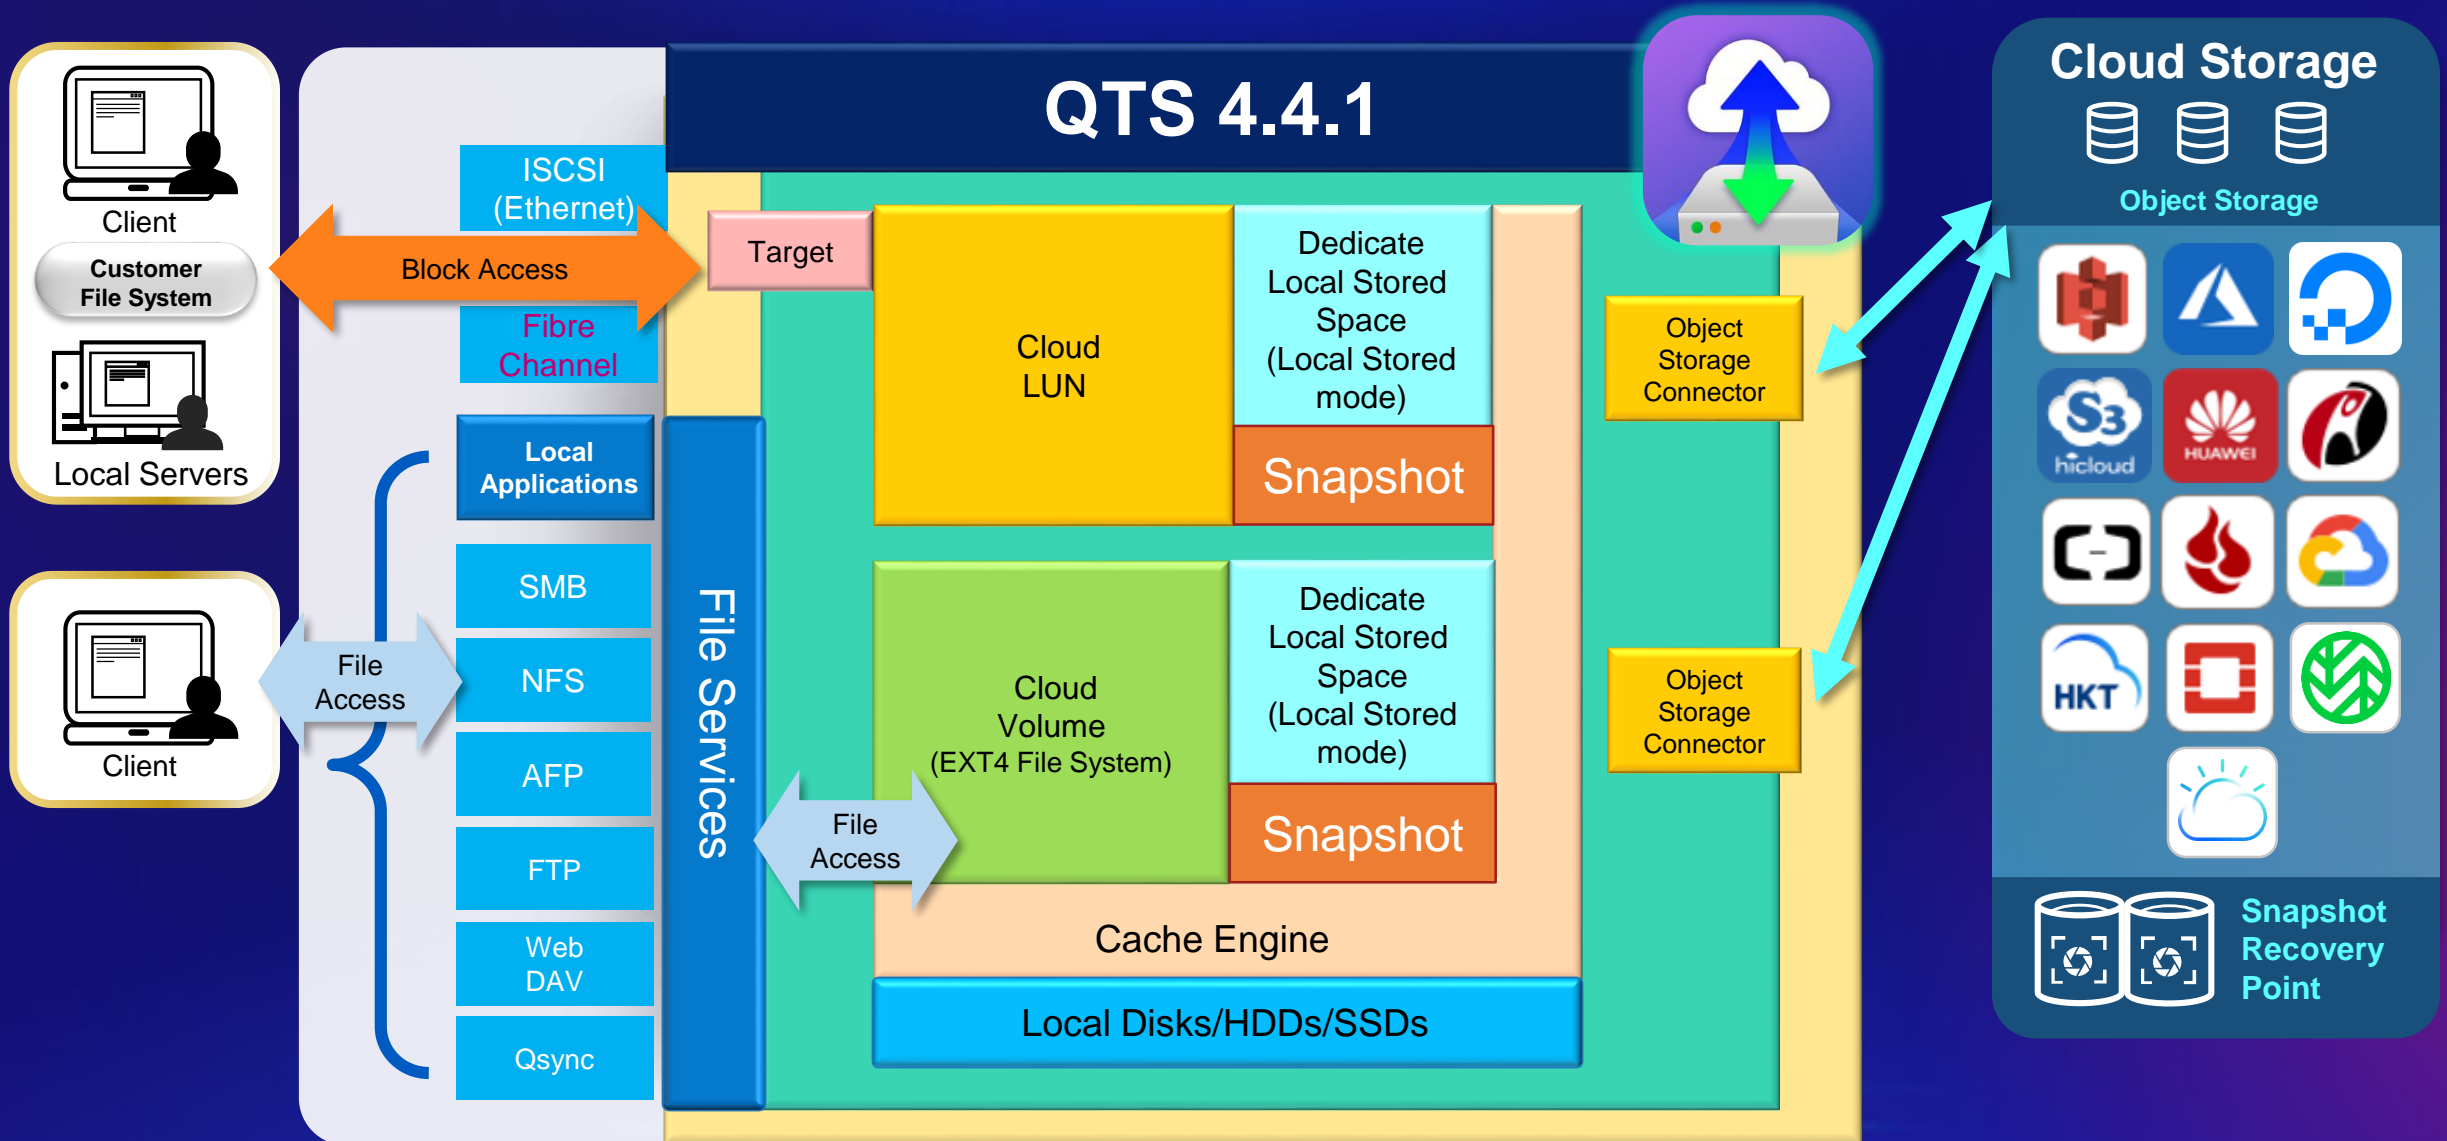 QTS 4.4.1
Client
Customer
File System
Local Servers
Client
ISCSI
(Ethernet)
Block Access
Fibre
Channel
Local
Applications
SMB
NFS
AFP
FTP
Web
DAV
Qsync
File
Access
File Services
Target
Cloud
LUN
Dedicate
Local Stored
Space
(Local Stored
mode)
Snapshot
Cloud
Volume
(EXT4 File System)
Dedicate
Local Stored
Space
(Local Stored
mode)
Snapshot
File
Access
Cache Engine
Local Disks/HDDs/SSDs
Object
Storage
Connector
Object
Storage
Connector
Cloud Storage
Object Storage
S3
hicloud
HUAWEI
HKT
Snapshot
Recovery
Point